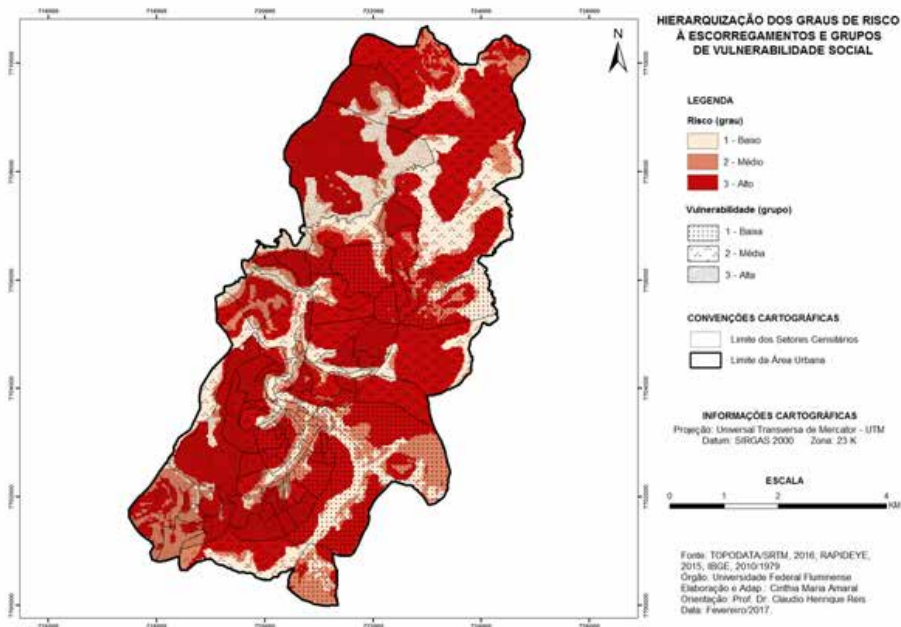 HIERARQUIZAÇÃO DOS GRAUS DE RISCO
À ESCORREGAMENTOS E GRUPOS
DE VULNERABILIDADE SOCIAL
N
LEGENDA
Risco (grau)
1 - Baixo
2 - Médio
3 - Alto
Vulnerabilidade (grupo)
1 - Baixa
2 - Média
3 - Alta
CONVENÇÕES CARTOGRÁFICAS
Limite dos Setores Censitários
Limite da Área Urbana
INFORMAÇÕES CARTOGRÁFICAS
Projeção: Universal Transversa de Mercator - UTM
Datum: SIRGAS 2000 Zona: 23 K
ESCALA
0 1 2 4
KM
Fonte: TOPODATA/SRTM, 2016, RAPIDEYE,
2015, IBGE, 2010/1979
Órgão: Universidade Federal Fluminense
Elaboração e Adap.: Cinthia Maria Amaral
Orientação: Prof. Dr. Cláudio Henrique Reis
Data: Fevereiro/2017.